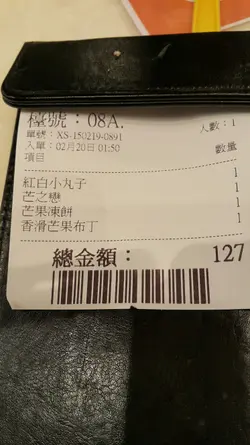 檯號：08A.
人數：1
單號：XS-150219-0891
入單：02月20日 01:50
項目 數量
紅白小丸子 1
芒之戀 1
芒果凍餅 1
香滑芒果布丁 1
總金額： 127